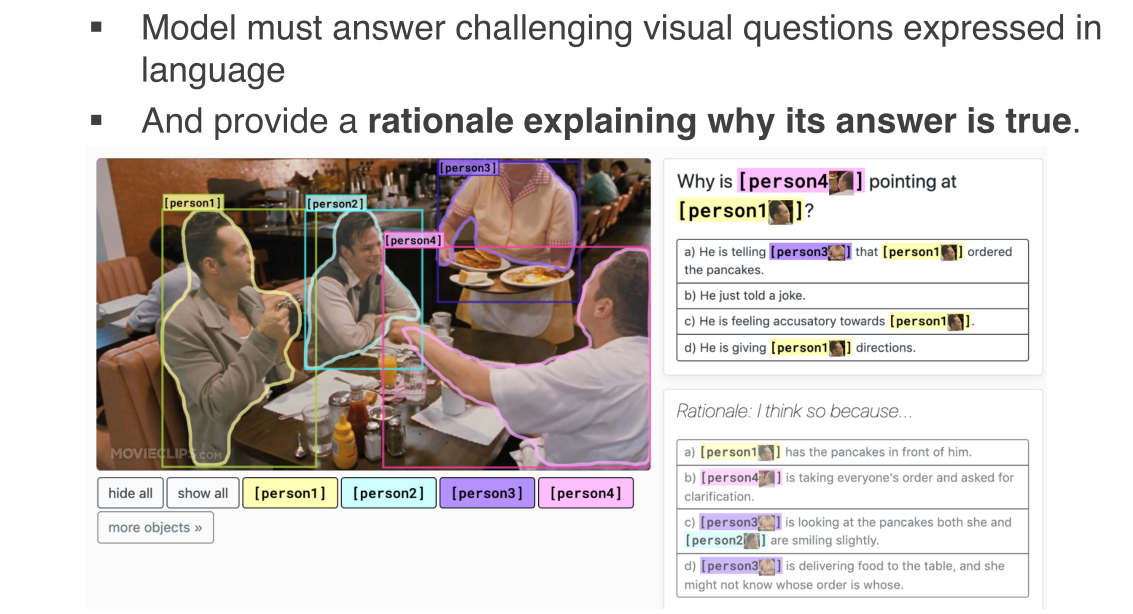 ▪ Model must answer challenging visual questions expressed in
language
▪ And provide a rationale explaining why its answer is true.
[person1]
[person2]
[person3]
[person4]
MOVIECLIPS.COM
hide all
show all
[person1]
[person2]
[person3]
[person4]
more objects »
Why is [person4] pointing at
[person1]?
a) He is telling [person3] that [person1] ordered
the pancakes.
b) He just told a joke.
c) He is feeling accusatory towards [person1].
d) He is giving [person1] directions.
Rationale: I think so because...
a) [person1] has the pancakes in front of him.
b) [person4] is taking everyone's order and asked for
clarification.
c) [person3] is looking at the pancakes both she and
[person2] are smiling slightly.
d) [person3] is delivering food to the table, and she
might not know whose order is whose.